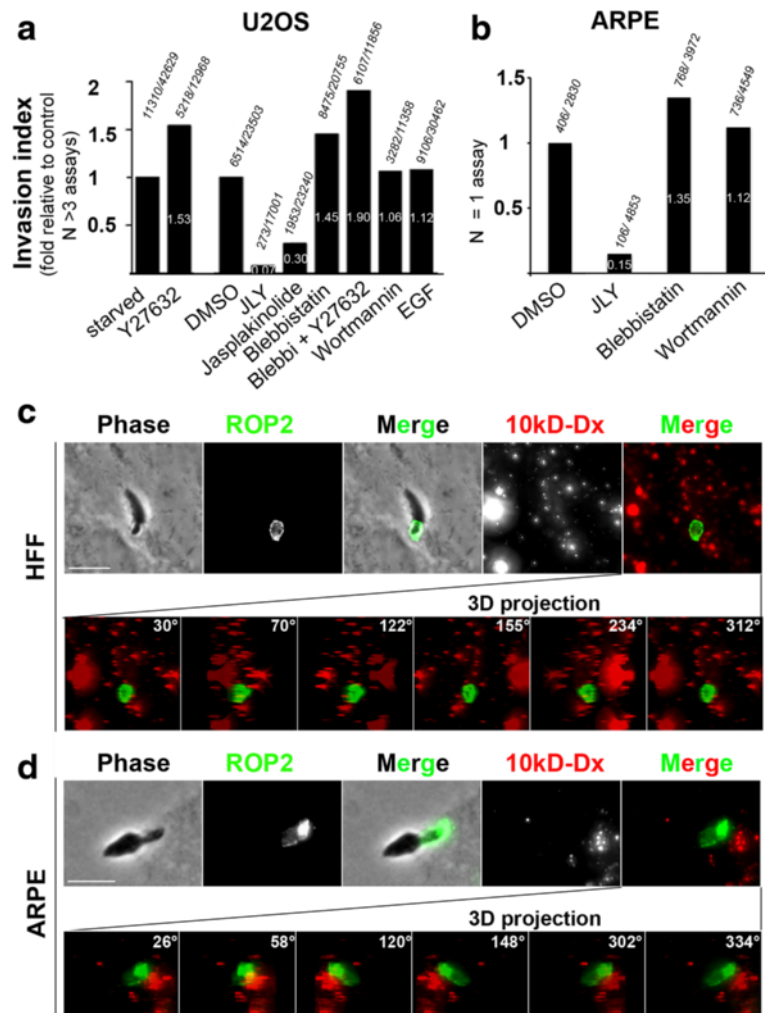 a
U2OS
Invasion index
(fold relative to control
N >3 assays)
2
1.5
1
0.5
11310/42629
5218/12968
6514/23503
273/17001
1953/23240
8475/20755
6107/11856
3282/11358
9106/30462
1.53
0.07
0.30
1.45
1.90
1.06
1.12
starved
Y27632
DMSO
JLY
Jasplakinolide
Blebbistatin
Blebbi + Y27632
Wortmannin
EGF
b
ARPE
N = 1 assay
1.5
1
0.5
406/ 2830
106/ 4853
768/ 3972
736/4549
0.15
1.35
1.12
DMSO
JLY
Blebbistatin
Wortmannin
c
Phase ROP2 Merge 10kD-Dx Merge
HFF
3D projection
30° 70° 122° 155° 234° 312°
d
Phase ROP2 Merge 10kD-Dx Merge
ARPE
3D projection
26° 58° 120° 148° 302° 334°